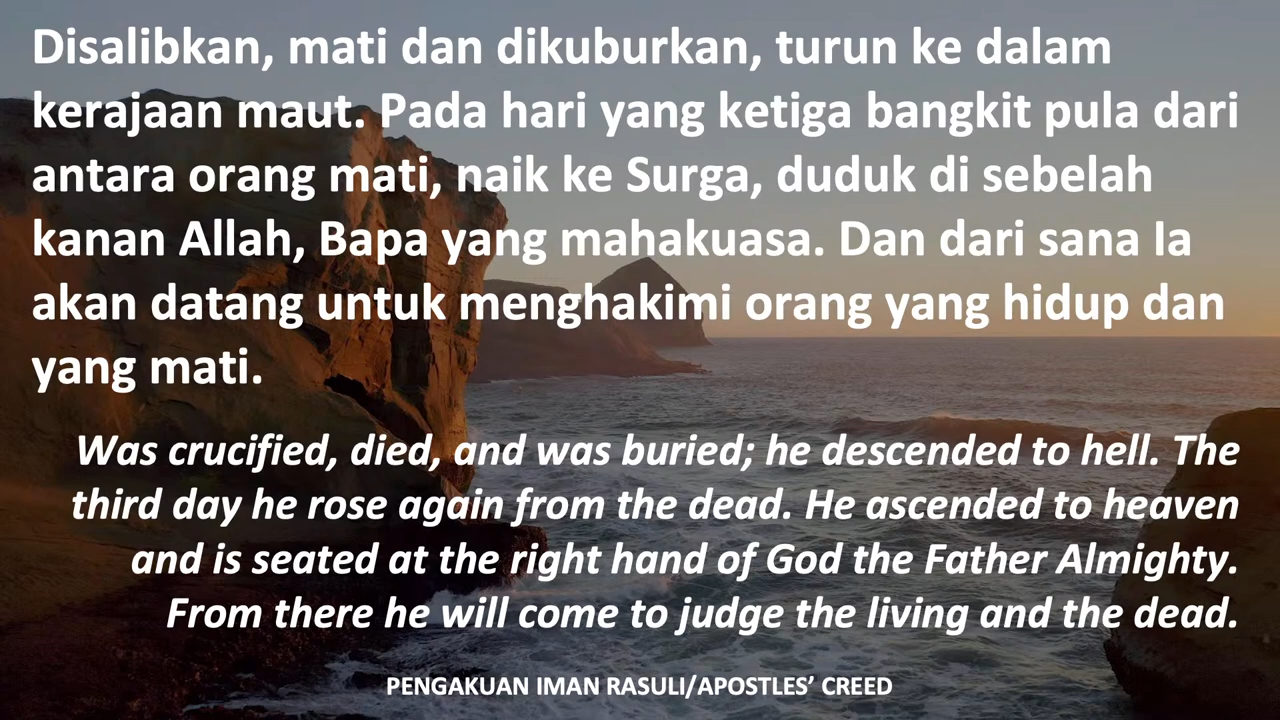 Disalibkan, mati dan dikuburkan, turun ke dalam
kerajaan maut. Pada hari yang ketiga bangkit pula dari
antara orang mati, naik ke Surga, duduk di sebelah
kanan Allah, Bapa yang mahakuasa. Dan dari sana Ia
akan datang untuk menghakimi orang yang hidup dan
yang mati.
Was crucified, died, and was buried; he descended to hell. The
third day he rose again from the dead. He ascended to heaven
and is seated at the right hand of God the Father Almighty.
From there he will come to judge the living and the dead.
PENGAKUAN IMAN RASULI/APOSTLES’ CREED